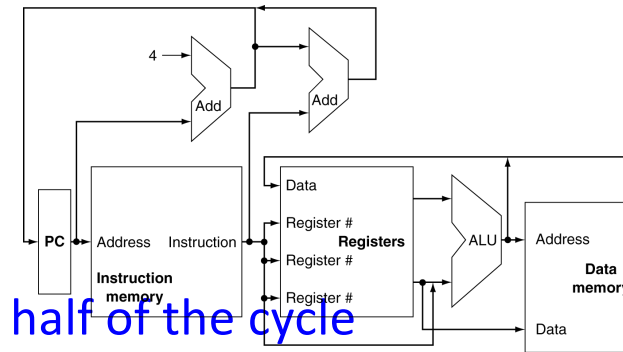 4
Add
Add
Data
Register #
PC
Address
Instruction
Registers
ALU
Address
Register #
Instruction
memory
Data
memory
Register #
Data
half of the cycle